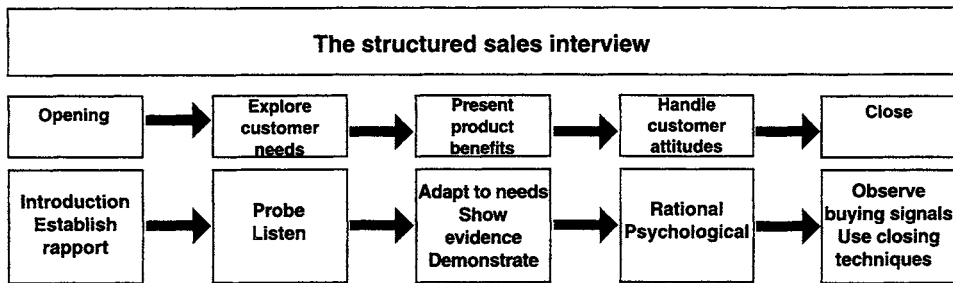 The structured sales interview
Opening
Explore
customer
needs
Present
product
benefits
Handle
customer
attitudes
Close
Introduction
Establish
rapport
Probe
Listen
Adapt to needs
Show
evidence
Demonstrate
Rational
Psychological
Observe
buying signals
Use closing
techniques